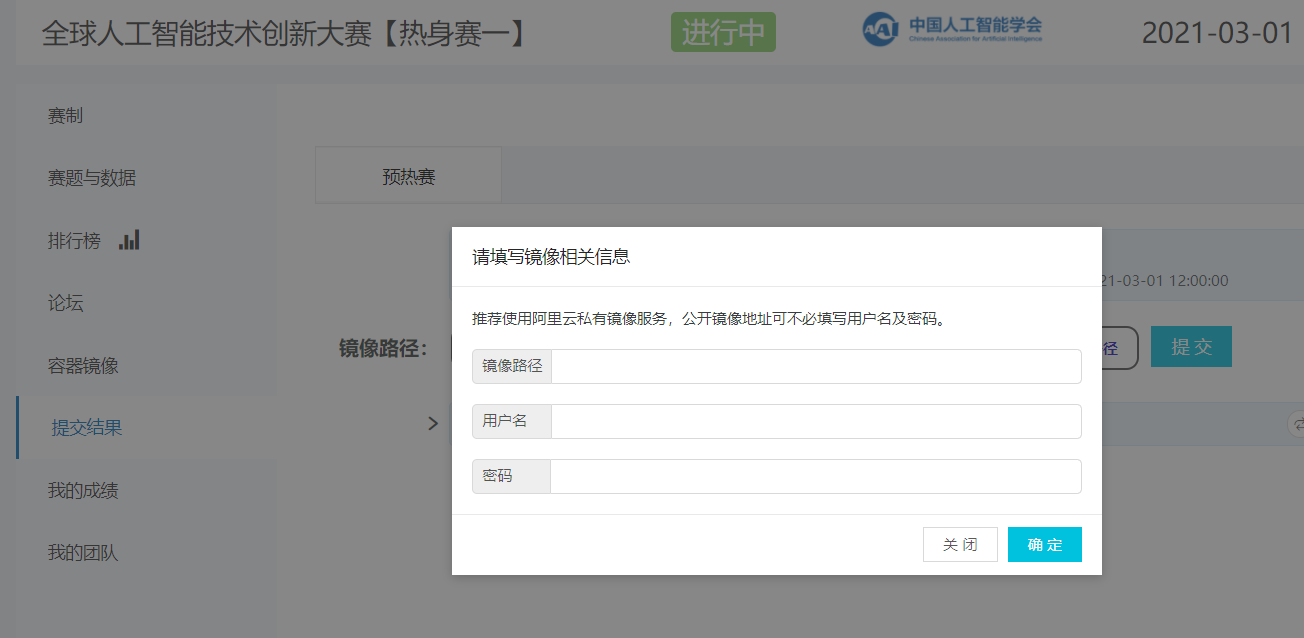 全球人工智能技术创新大赛【热身赛一】
进行中
中国人工智能学会
Chinese Association for Artificial Intelligence
2021-03-01
赛制
赛题与数据
预热赛
排行榜
请填写镜像相关信息
21-03-01 12:00:00
论坛
推荐使用阿里云私有镜像服务，公开镜像地址可不必填写用户名及密码。
镜像路径：
径
提 交
容器镜像
镜像路径
提交结果
用户名
我的成绩
密码
我的团队
关 闭
确 定